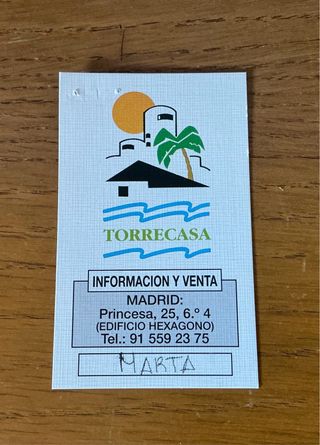 TORRECASA
INFORMACION Y VENTA
MADRID:
Princesa, 25, 6.º 4
(EDIFICIO HEXAGONO)
Tel.: 91 559 23 75
MARTA